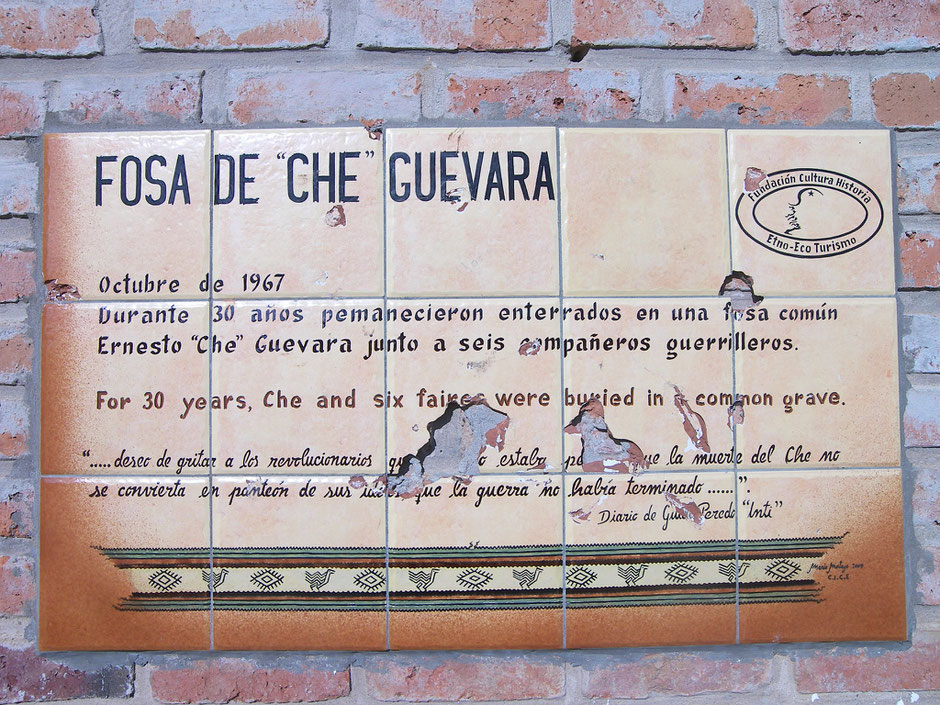 FOSA DE "CHE" GUEVARA
Fundación Cultura Historia
Etno-Eco Turismo
Octubre de 1967
Durante 30 años pemanecieron enterrados en una fosa común
Ernesto "Che" Guevara junto a seis compañeros guerrilleros.
For 30 years, Che and six were buried in a common grave.
".....deseo de gritar a los revolucionarios estaba que la muerte del Che no
se convierta en panteón de sus que la guerra no había terminado ......".
Diario de Peredo "Inti"